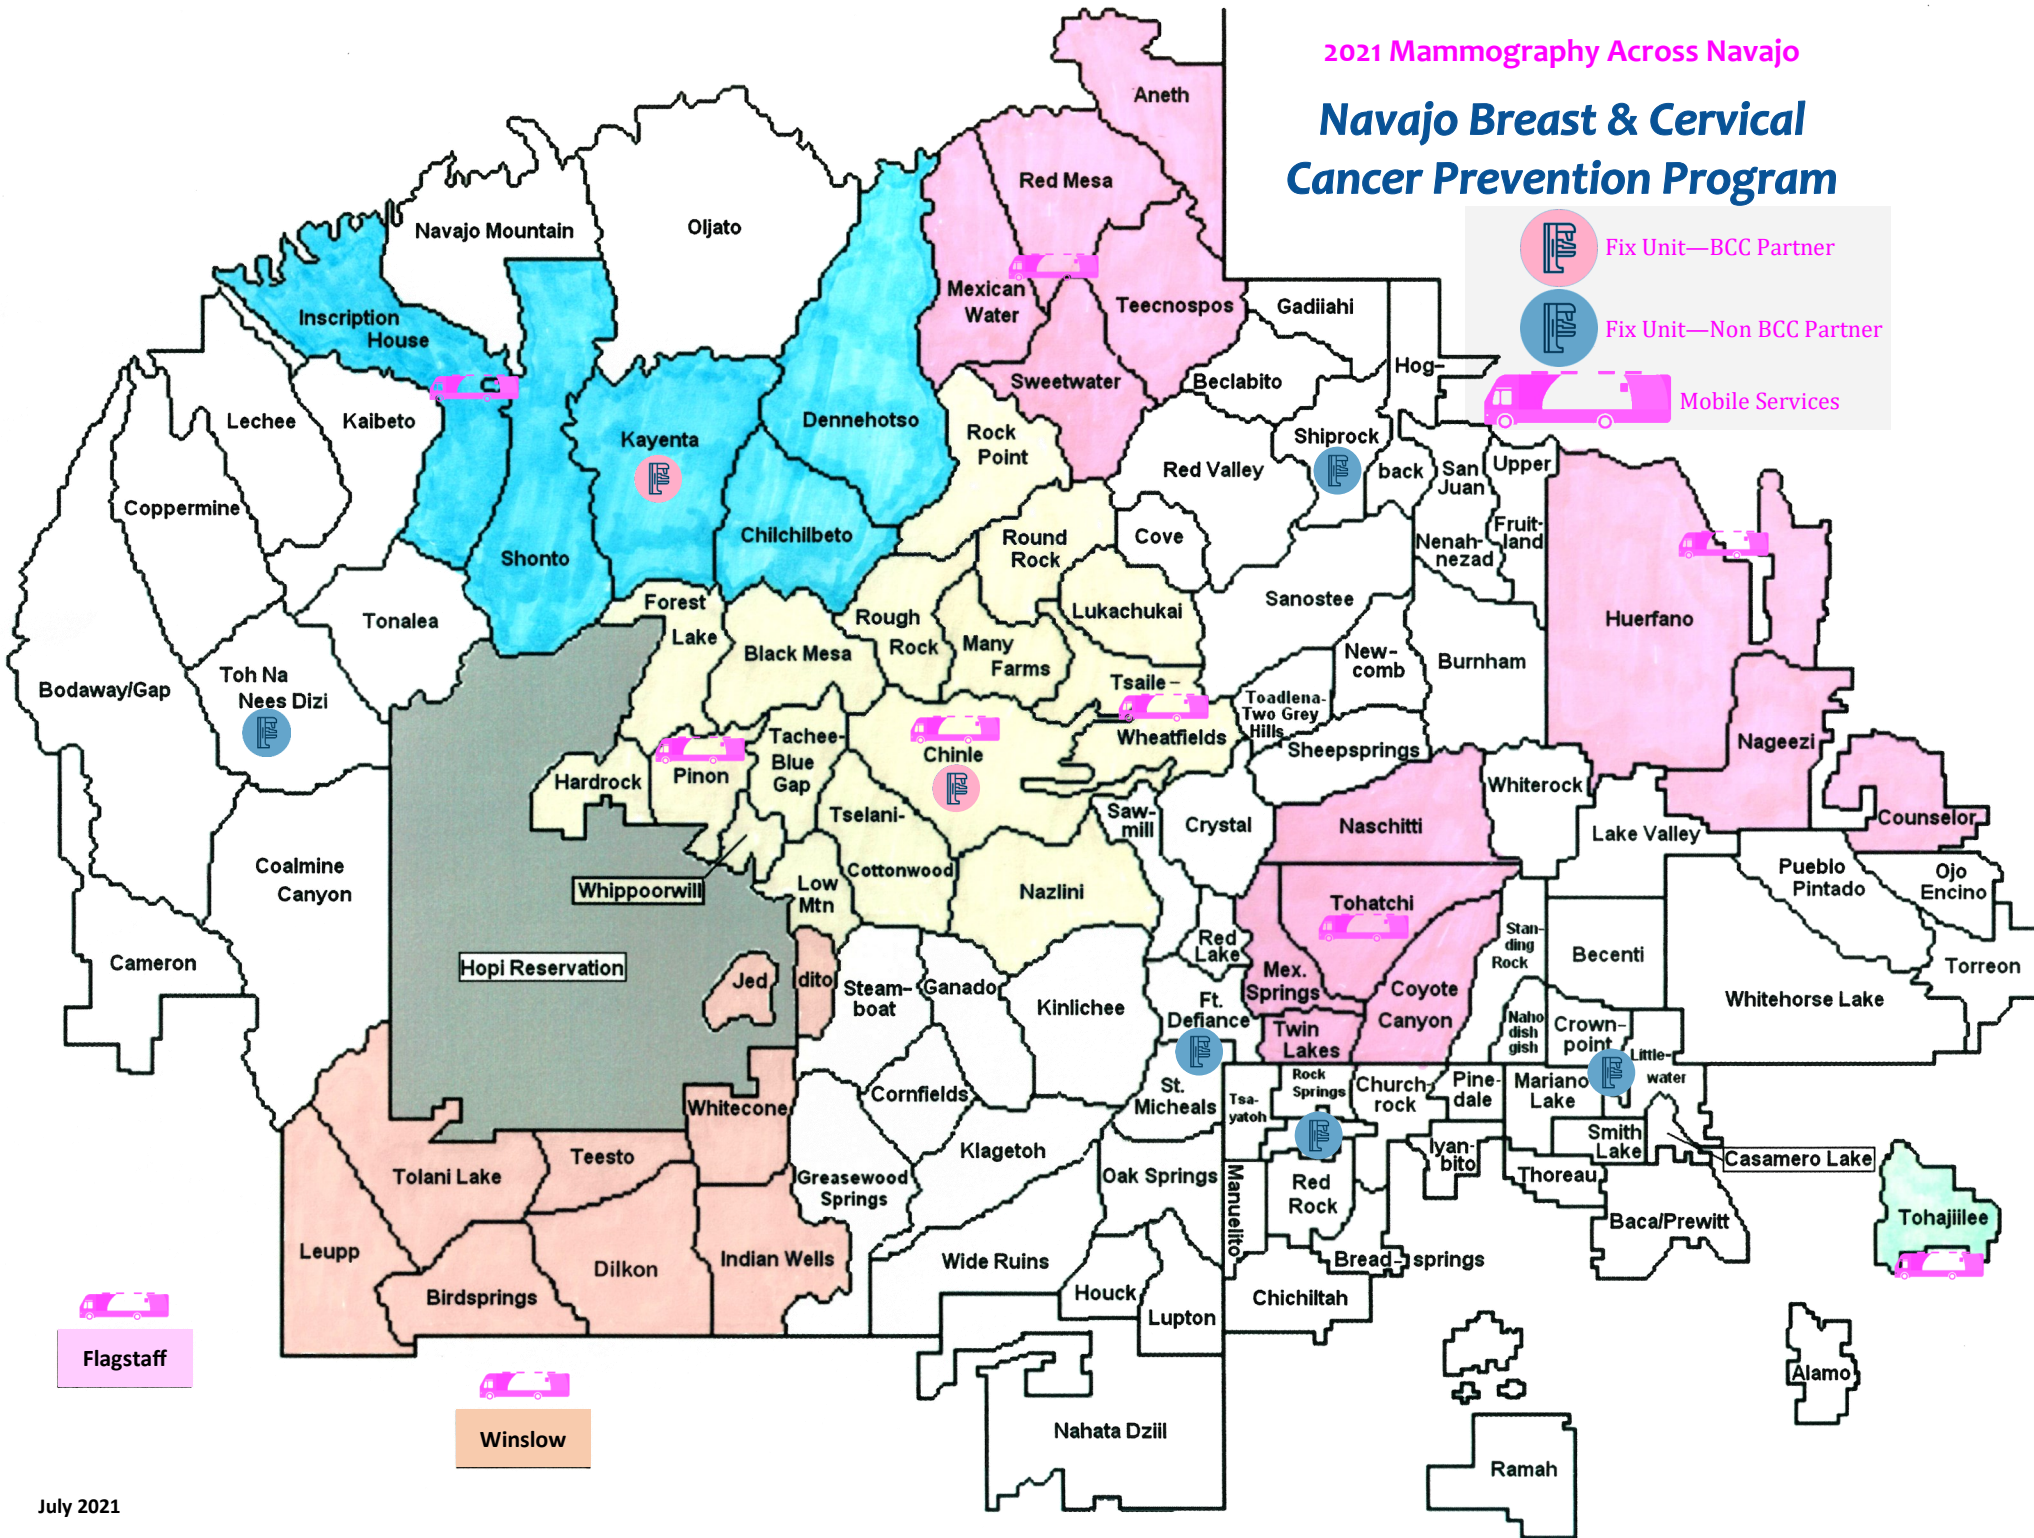 2021 Mammography Across Navajo
Navajo Breast & Cervical
Cancer Prevention Program
Fix Unit—BCC Partner
Fix Unit—Non BCC Partner
Mobile Services
Aneth
Red Mesa
Navajo Mountain
Oljato
Mexican
Water
Teecnospos
Gadiiahi
Inscription
House
Sweetwater
Beclabito
Hog-
back
Lechee
Kaibeto
Kayenta
Dennehotso
Rock
Point
Shiprock
Red Valley
San
Juan
Upper
Fruit-
land
Coppermine
Shonto
Chilchilbeto
Round
Rock
Cove
Nenah-
nezad
Forest
Lake
Tonalea
Rough
Rock
Many
Farms
Lukachukai
Sanostee
Huerfano
Black Mesa
New-
comb
Burnham
Bodaway/Gap
Toh Na
Nees Dizi
Tsaile-
Wheatfields
Toadlena-
Two Grey
Hills
Sheepsprings
Nageezi
Tachee-
Blue
Gap
Chinle
Hardrock
Pinon
Whiterock
Tselani-
Cottonwood
Saw-
mill
Crystal
Naschitti
Lake Valley
Counselor
Coalmine
Canyon
Whippoorwill
Low
Mtn
Nazlini
Tohatchi
Pueblo
Pintado
Ojo
Encino
Red
Lake
Stan-
ding
Rock
Becenti
Cameron
Hopi Reservation
Jed
dito
Steam-
boat
Ganado
Kinlichee
Mex.
Springs
Coyote
Canyon
Torreon
Whitehorse Lake
Ft.
Defiance
Twin
Lakes
Naho
dish
gish
Crown-
point
Little-
water
St.
Micheals
Tsa-
yatoh
Rock
Springs
Church-
rock
Pine-
dale
Mariano
Lake
Whitecone
Cornfields
Smith
Lake
Casamero Lake
Tolani Lake
Teesto
Klagetoh
Greasewood
Springs
Oak Springs
Manuelito
Red
Rock
Iyan-
bito
Thoreau
Baca/Prewitt
Tohajiilee
Leupp
Birdsprings
Dilkon
Indian Wells
Wide Ruins
Houck
Lupton
Bread-springs
Chichiltah
Flagstaff
Winslow
Nahata Dziil
Alamo
Ramah
July 2021